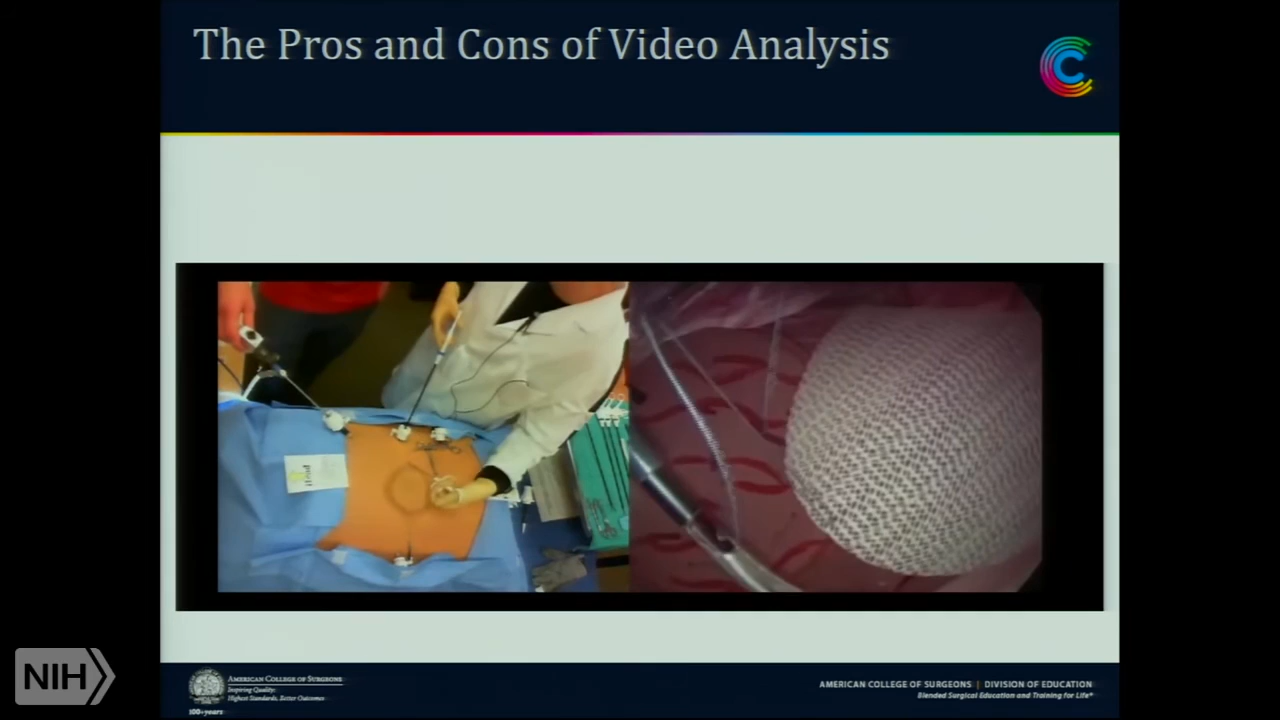 The Pros and Cons of Video Analysis
NIH
AMERICAN COLLEGE OF SURGEONS
Inspiring Quality:
Highest Standards, Better Outcomes
100+years
AMERICAN COLLEGE OF SURGEONS | DIVISION OF EDUCATION
Blended Surgical Education and Training for Life®